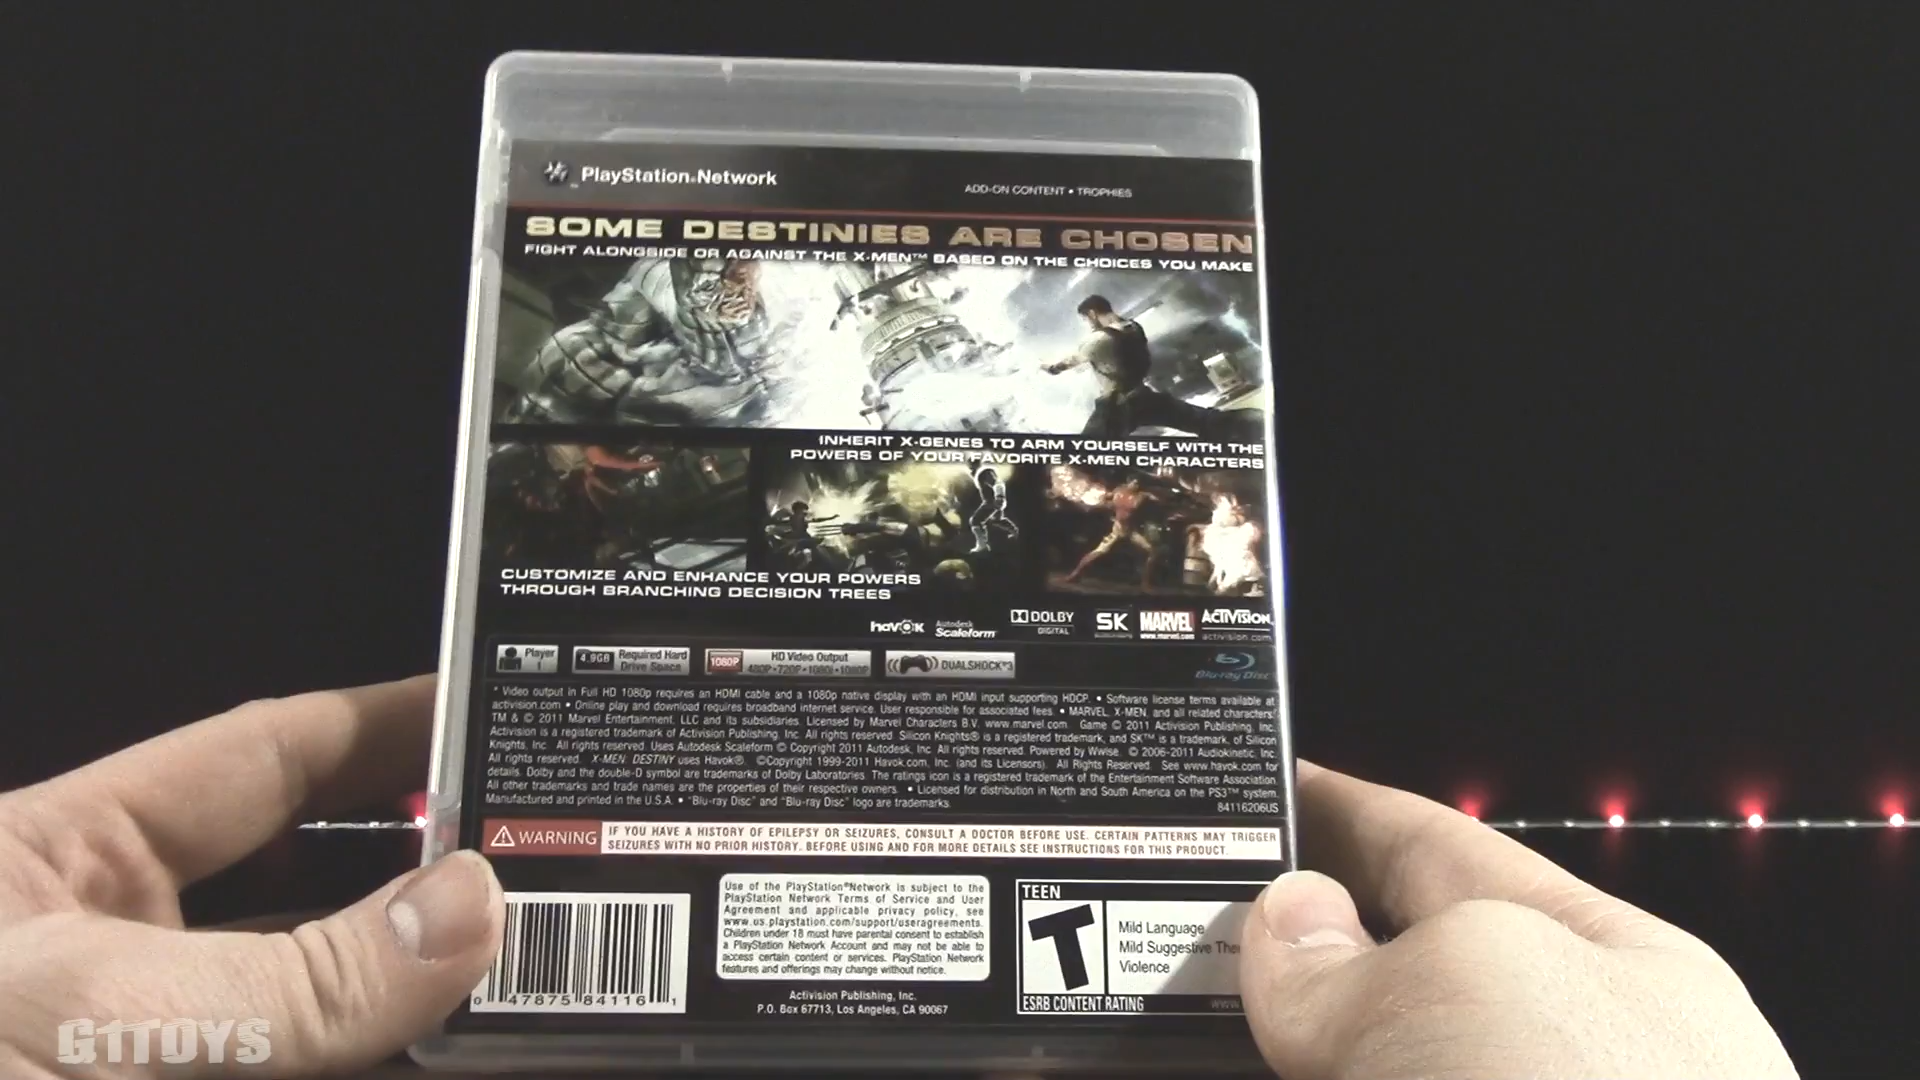 PlayStation®Network
ADD-ON CONTENT • TROPHIES
SOME DESTINIES ARE CHOSEN
FIGHT ALONGSIDE OR AGAINST THE X-MEN™ BASED ON THE CHOICES YOU MAKE
INHERIT X-GENES TO ARM YOURSELF WITH THE
POWERS OF YOUR FAVORITE X-MEN CHARACTERS
CUSTOMIZE AND ENHANCE YOUR POWERS
THROUGH BRANCHING DECISION TREES
havok
Autodesk
Scaleform
DOLBY
DIGITAL
SK
MARVEL
www.marvel.com
ACTIVISION
activision.com
Player
1
4.9GB
Required Hard
Drive Space
1080P
HD Video Output
480P•720P•1080i•1080P
DUALSHOCK®3
Blu-ray Disc
* Video output in Full HD 1080p requires an HDMI cable and a 1080p native display with an HDMI input supporting HDCP. • Software license terms available at
activision.com • Online play and download requires broadband internet service. User responsible for associated fees. • MARVEL, X-MEN, and all related characters:
TM & © 2011 Marvel Entertainment, LLC and its subsidiaries. Licensed by Marvel Characters B.V. www.marvel.com. Game © 2011 Activision Publishing, Inc.
Activision is a registered trademark of Activision Publishing, Inc. All rights reserved. Silicon Knights® is a registered trademark, and SK™ is a trademark, of Silicon
Knights, Inc. All rights reserved. Uses Autodesk Scaleform © Copyright 2011 Autodesk, Inc. All rights reserved. Powered by Wwise. © 2006-2011 Audiokinetic, Inc.
All rights reserved. X-MEN: DESTINY uses Havok®. ©Copyright 1999-2011 Havok.com, Inc. (and its Licensors). All Rights Reserved. See www.havok.com for
details. Dolby and the double-D symbol are trademarks of Dolby Laboratories. The ratings icon is a registered trademark of the Entertainment Software Association.
All other trademarks and trade names are the properties of their respective owners. • Licensed for distribution in North and South America on the PS3™ system.
Manufactured and printed in the U.S.A. • "Blu-ray Disc" and "Blu-ray Disc" logo are trademarks.
84116206US
WARNING
IF YOU HAVE A HISTORY OF EPILEPSY OR SEIZURES, CONSULT A DOCTOR BEFORE USE. CERTAIN PATTERNS MAY TRIGGER
SEIZURES WITH NO PRIOR HISTORY. BEFORE USING AND FOR MORE DETAILS SEE INSTRUCTIONS FOR THIS PRODUCT.
0 47875 84116 1
Use of the PlayStation®Network is subject to the
PlayStation Network Terms of Service and User
Agreement and applicable privacy policy, see
www.us.playstation.com/support/useragreements.
Children under 18 must have parental consent to establish
a PlayStation Network Account and may not be able to
access certain content or services. PlayStation Network
features and offerings may change without notice.
Activision Publishing, Inc.
P.O. Box 67713, Los Angeles, CA 90067
TEEN
T
Mild Language
Mild Suggestive The
Violence
ESRB CONTENT RATING
www.
G1TOYS